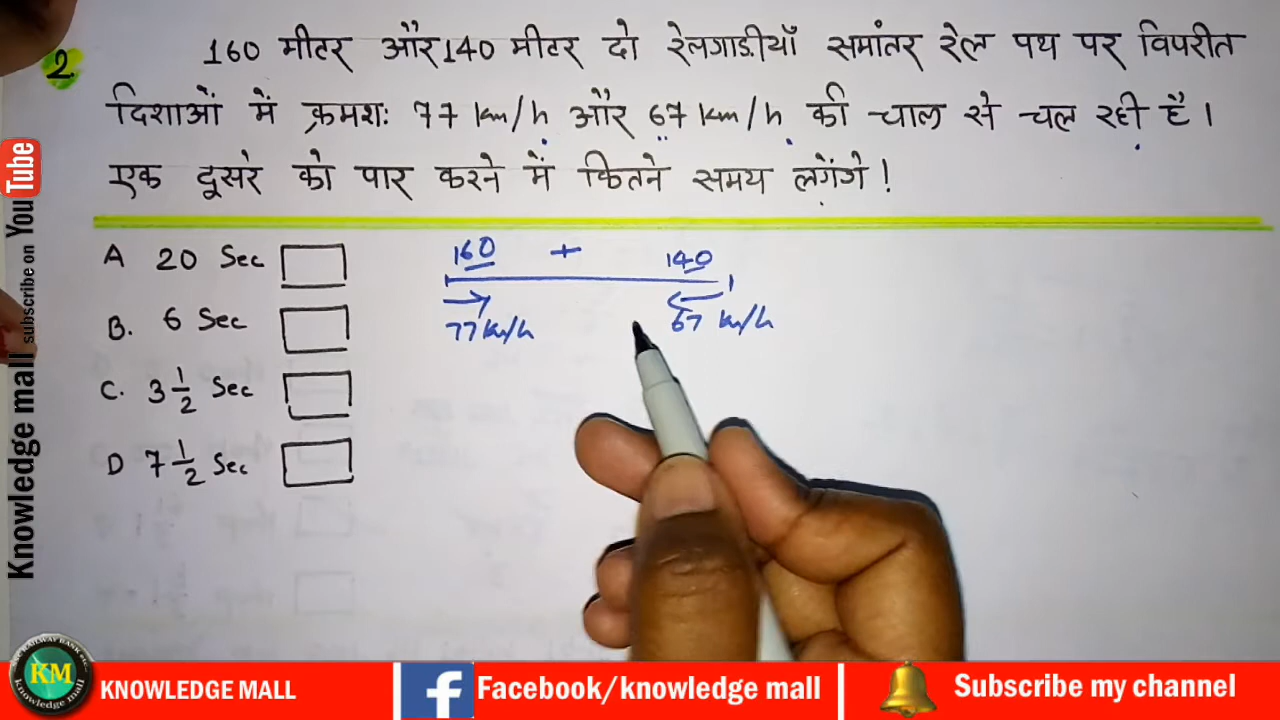 2. 160 मीटर और 140 मीटर दो रेलगाडीयाँ समांतर रेल पथ पर विपरीत
दिशाओं में क्रमशः 77 km/h और 67 km/h की चाल से चल रही है।
एक दूसरे को पार करने में कितने समय लगेंगे!
A 20 Sec
B. 6 Sec
C. 3 1/2 Sec
D 7 1/2 Sec
160 + 140
77 km/h 67 km/h
Knowledge mall subscribe on YouTube
KM
knowledge mall
KNOWLEDGE MALL
Facebook/knowledge mall
Subscribe my channel